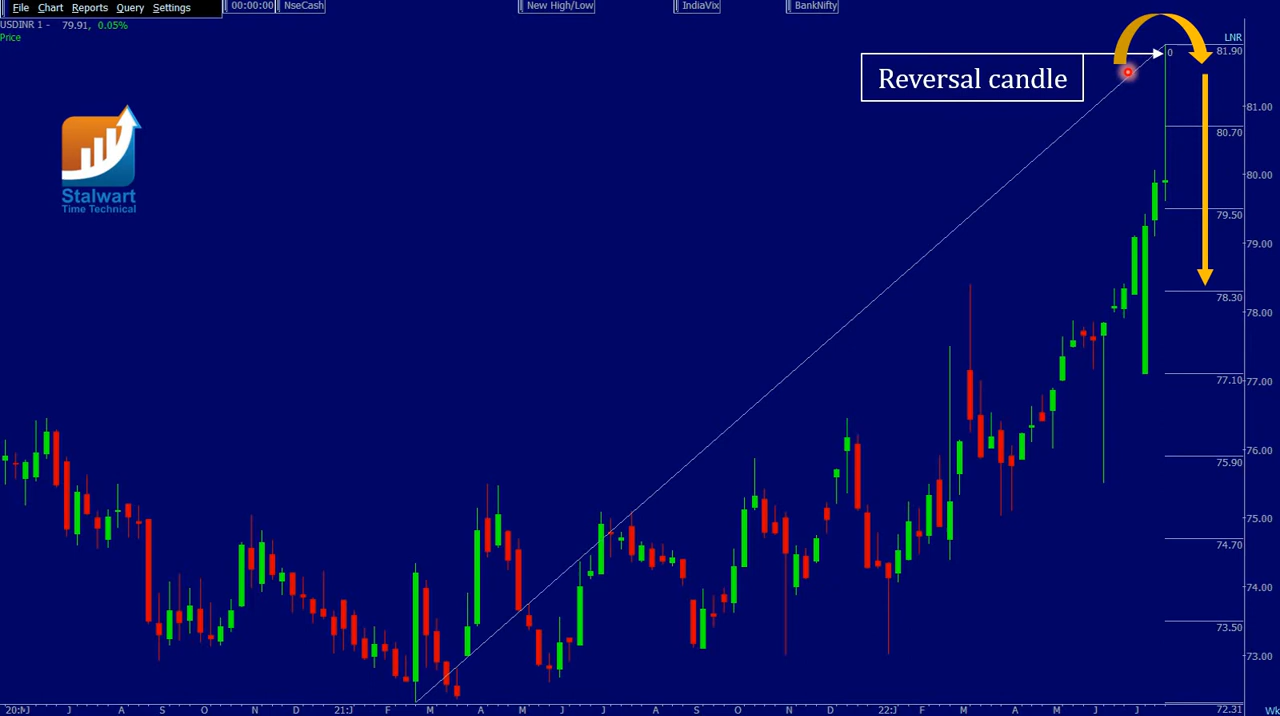 File Chart Reports Query Settings 00:00:00 NseCash New High/Low IndiaVix BankNifty
USDINR 1 - 79.91, 0.05%
Price
LNR
81.90
0
Reversal candle
81.00
80.70
80.00
79.50
79.00
78.30
78.00
77.10
77.00
76.00
75.90
75.00
74.70
74.00
73.50
73.00
72.31
Stalwart
Time Technical
J A S O N D 21:J F M A M J J A S O N D 22:J F M A M J J Wk